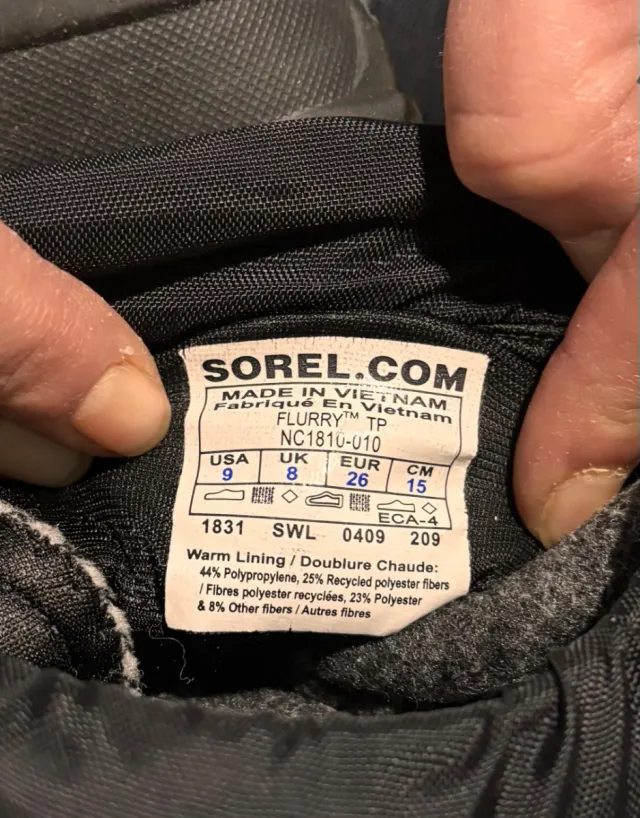 SOREL.COM
MADE IN VIETNAM
Fabriqué En Vietnam
FLURRY™ TP
NC1810-010
USA UK EUR CM
9 8 26 15
ECA-4
1831 SWL 0409 209
Warm Lining / Doublure Chaude:
44% Polypropylene, 25% Recycled polyester fibers
/ Fibres polyester recyclées, 23% Polyester
& 8% Other fibers / Autres fibres